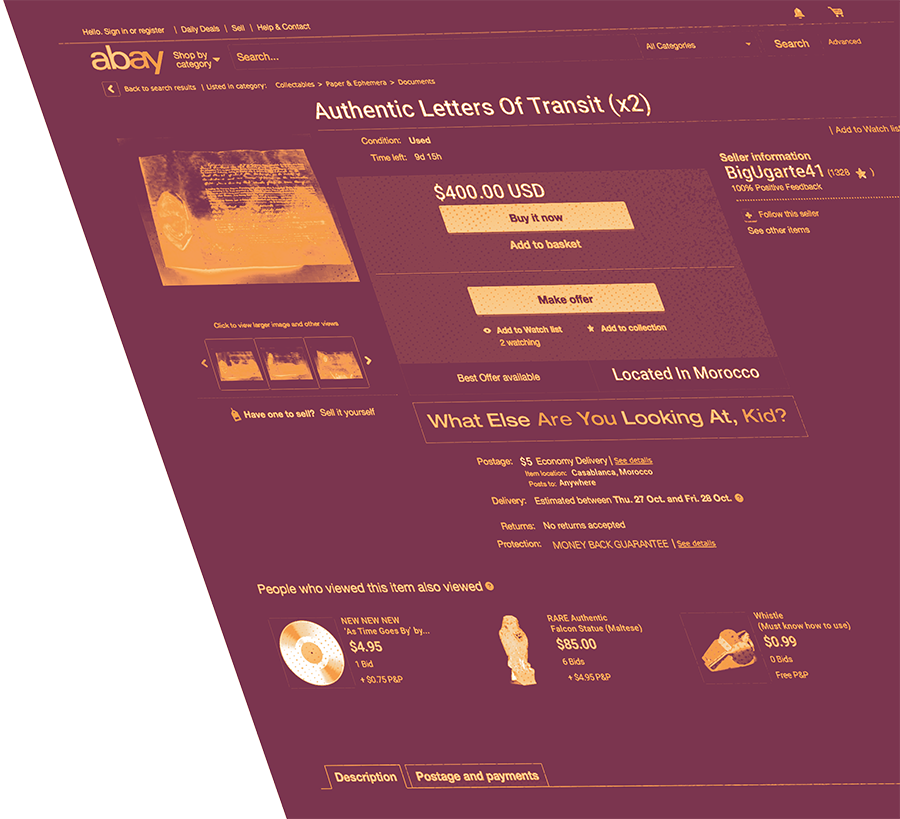 Hello. Sign in or register | Daily Deals | Sell | Help & Contact
abay Shop by category Search... All Categories Search Advanced
Back to search results | Listed in category: Collectables > Paper & Ephemera > Documents
Authentic Letters Of Transit (x2)
Condition: Used
Time left: 9d 15h
| Add to Watch list
Seller information
BigUgarte41 (1328 ★ )
100% Positive Feedback
Follow this seller
See other items
$400.00 USD
Buy it now
Add to basket
Make offer
Add to Watch list
Add to collection
2 watching
Click to view larger image and other views
Best Offer available
Located In Morocco
Have one to sell? Sell it yourself
What Else Are You Looking At, Kid?
Postage: $5 Economy Delivery | See details
Item location: Casablanca, Morocco
Posts to: Anywhere
Delivery: Estimated between Thu. 27 Oct. and Fri. 28 Oct. ?
Returns: No returns accepted
Protection: MONEY BACK GUARANTEE | See details
People who viewed this item also viewed ?
NEW NEW NEW
'As Time Goes By' by...
$4.95
1 Bid
+ $0.75 P&P
RARE Authentic
Falcon Statue (Maltese)
$85.00
6 Bids
+ $4.95 P&P
Whistle
(Must know how to use)
$0.99
0 Bids
Free P&P
Description
Postage and payments